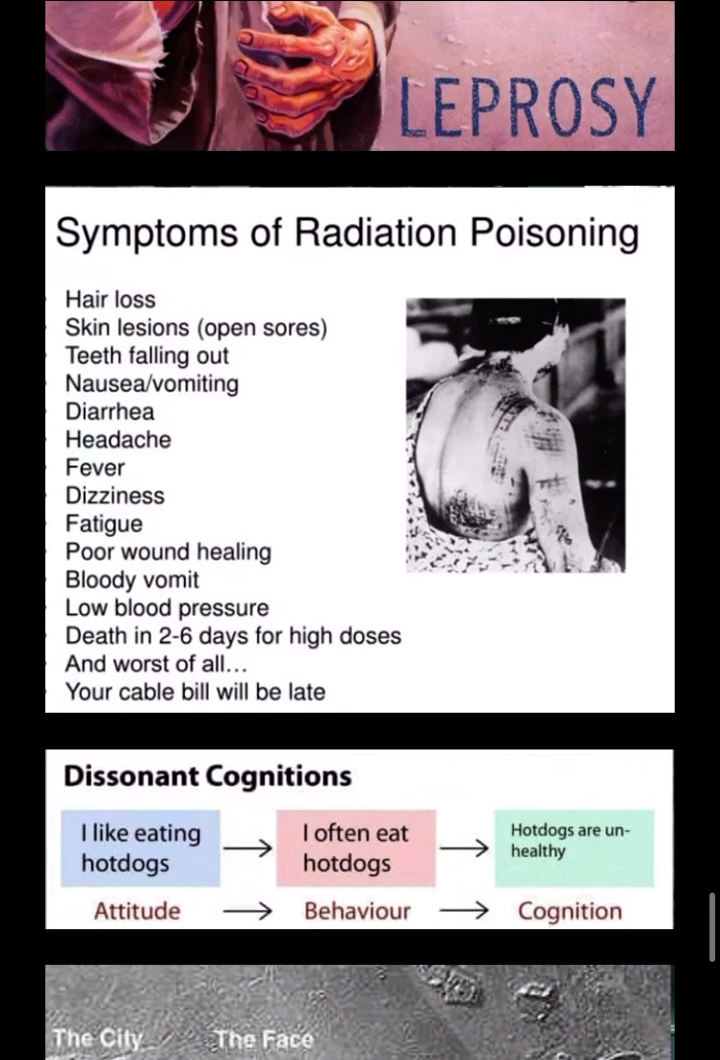 LEPROSY
Symptoms of Radiation Poisoning
Hair loss
Skin lesions (open sores)
Teeth falling out
Nausea/vomiting
Diarrhea
Headache
Fever
Dizziness
Fatigue
Poor wound healing
Bloody vomit
Low blood pressure
Death in 2-6 days for high doses
And worst of all…
Your cable bill will be late
Dissonant Cognitions
I like eating
hotdogs
I often eat
hotdogs
Hotdogs are un-
healthy
Attitude → Behaviour → Cognition
The City
The Face